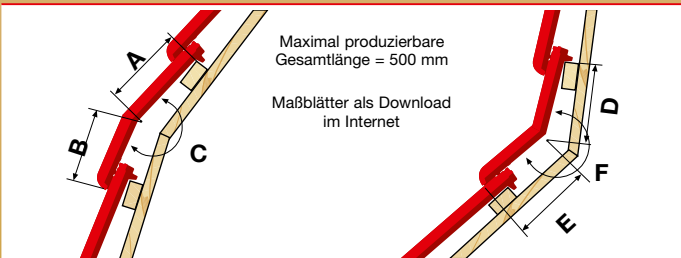 A
B
C
Maximal produzierbare
Gesamtlänge = 500 mm
Maßblätter als Download
im Internet
D
F
E